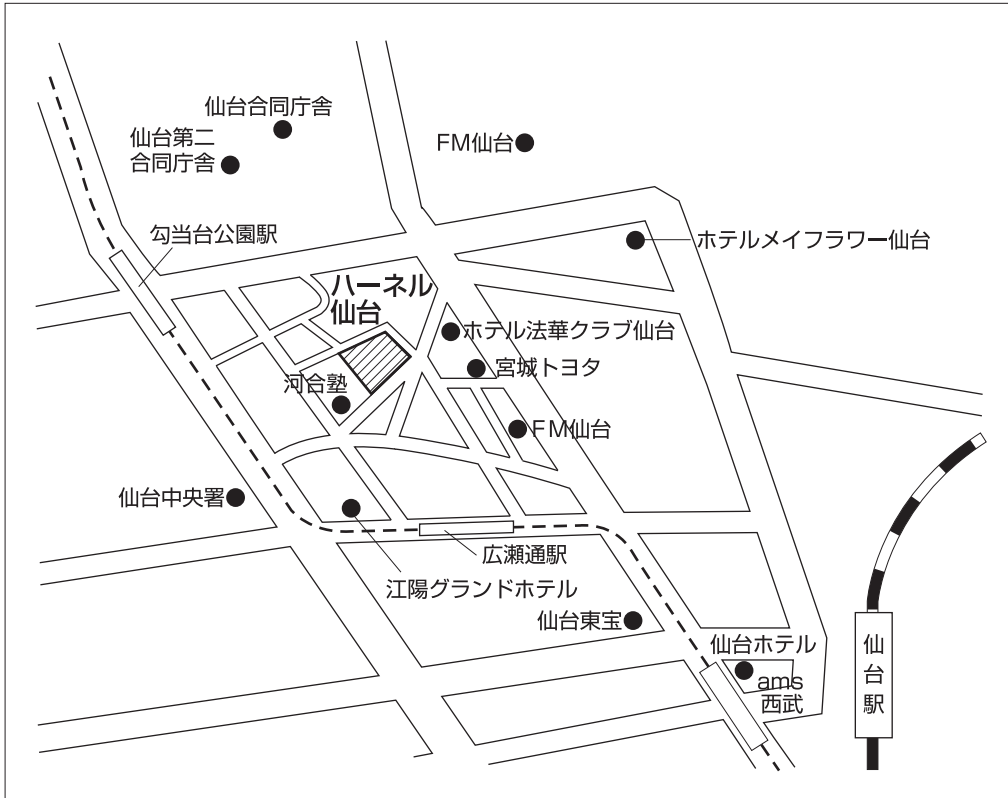 仙台合同庁舎
仙台第二
合同庁舎
FM仙台
勾当台公園駅
ホテルメイフラワー仙台
ハーネル
仙台
ホテル法華クラブ仙台
宮城トヨタ
河合塾
FM仙台
仙台中央署
広瀬通駅
江陽グランドホテル
仙台東宝
仙台ホテル
ams
西武
仙台駅